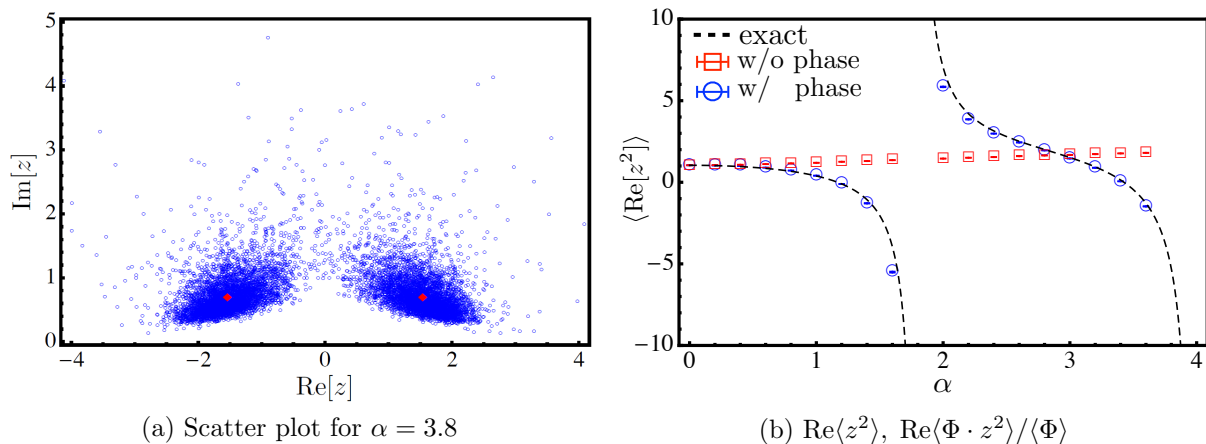 5
4
3
2
1
0
Im[z]
−4
−2
0
2
4
Re[z]
(a) Scatter plot for α = 3.8
10
5
0
−5
−10
⟨Re[z²]⟩
exact
w/o phase
w/ phase
0
1
2
3
4
α
(b) Re⟨z²⟩, Re⟨Φ · z²⟩/⟨Φ⟩